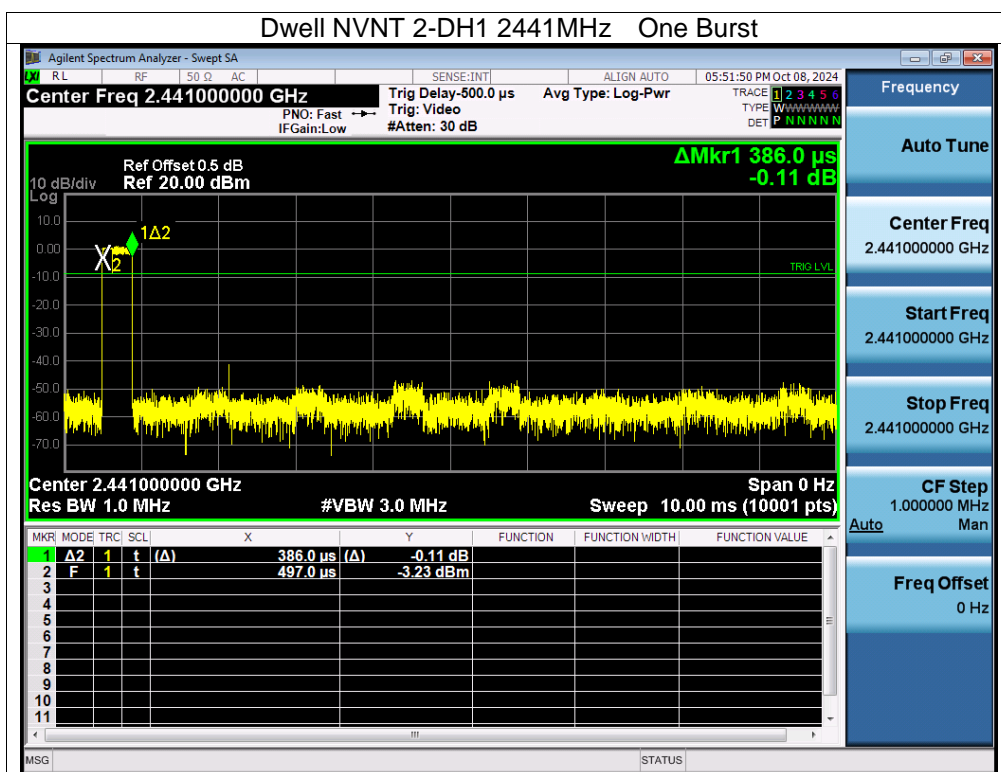 Dwell NVNT 2-DH1 2441MHz One Burst
Agilent Spectrum Analyzer - Swept SA
LXI RL RF 50 Ω AC SENSE:INT ALIGN AUTO 05:51:50 PM Oct 08, 2024
Center Freq 2.441000000 GHz Trig Delay-500.0 µs Avg Type: Log-Pwr TRACE 1 2 3 4 5 6
PNO: Fast Trig: Video TYPE WWWWWWW
IFGain:Low #Atten: 30 dB DET P NNNNN
Ref Offset 0.5 dB ΔMkr1 386.0 µs
10 dB/div Ref 20.00 dBm -0.11 dB
Log
10.0
1Δ2
0.00
X2
TRIG LVL
-10.0
-20.0
-30.0
-40.0
-50.0
-60.0
-70.0
Center 2.441000000 GHz Span 0 Hz
Res BW 1.0 MHz #VBW 3.0 MHz Sweep 10.00 ms (10001 pts)
MKR MODE TRC SCL X Y FUNCTION FUNCTION WIDTH FUNCTION VALUE
1 Δ2 1 t (Δ) 386.0 µs (Δ) -0.11 dB
2 F 1 t 497.0 µs -3.23 dBm
3
4
5
6
7
8
9
10
11
MSG STATUS
Frequency
Auto Tune
Center Freq
2.441000000 GHz
Start Freq
2.441000000 GHz
Stop Freq
2.441000000 GHz
CF Step
1.000000 MHz
Auto Man
Freq Offset
0 Hz